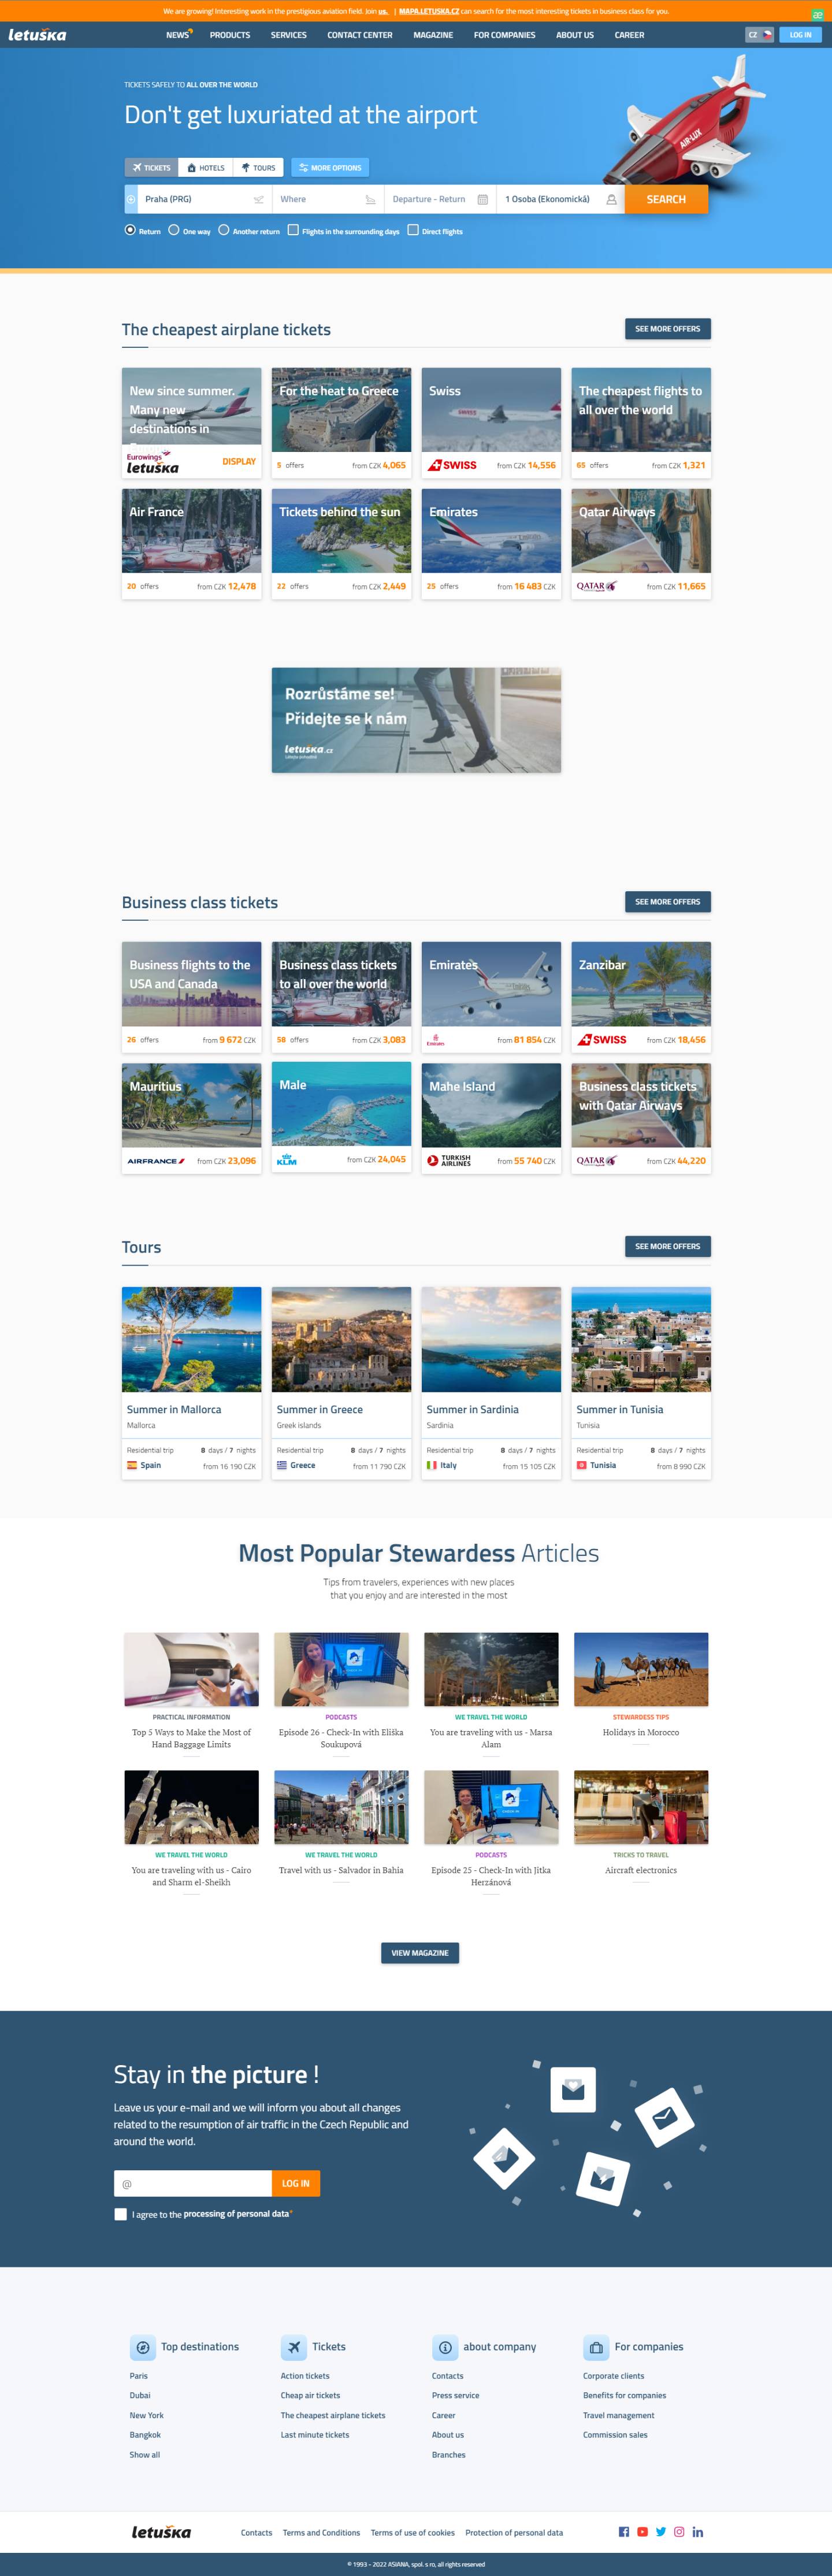 We are growing! Interesting work in the prestigious aviation field. Join us. | MAPA.LETUSKA.CZ can search for the most interesting tickets in business class for you.
letuška
NEWS PRODUCTS SERVICES CONTACT CENTER MAGAZINE FOR COMPANIES ABOUT US CAREER
CZ LOG IN
TICKETS SAFELY TO ALL OVER THE WORLD
Don't get luxuriated at the airport
AIR-LUX
TICKETS HOTELS TOURS MORE OPTIONS
Praha (PRG) Where Departure - Return 1 Osoba (Ekonomická) SEARCH
Return One way Another return Flights in the surrounding days Direct flights
The cheapest airplane tickets
SEE MORE OFFERS
New since summer.
Many new
destinations in
Eurowings
letuška
DISPLAY
For the heat to Greece
5 offers from CZK 4,065
Swiss
SWISS from CZK 14,556
The cheapest flights to
all over the world
65 offers from CZK 1,321
Air France
20 offers from CZK 12,478
Tickets behind the sun
22 offers from CZK 2,449
Emirates
25 offers from 16 483 CZK
Qatar Airways
QATAR from CZK 11,665
Rozrůstáme se!
Přidejte se k nám
letuška.cz
Business class tickets
SEE MORE OFFERS
Business flights to the
USA and Canada
26 offers from 9 672 CZK
Business class tickets
to all over the world
58 offers from CZK 3,083
Emirates
Emirates from 81 854 CZK
Zanzibar
SWISS from CZK 18,456
Mauritius
AIRFRANCE from CZK 23,096
Male
KLM from CZK 24,045
Mahe Island
TURKISH
AIRLINES
from 55 740 CZK
Business class tickets
with Qatar Airways
QATAR from CZK 44,220
Tours
SEE MORE OFFERS
Summer in Mallorca
Mallorca
Residential trip 8 days / 7 nights
Spain from 16 190 CZK
Summer in Greece
Greek islands
Residential trip 8 days / 7 nights
Greece from 11 790 CZK
Summer in Sardinia
Sardinia
Residential trip 8 days / 7 nights
Italy from 15 105 CZK
Summer in Tunisia
Tunisia
Residential trip 8 days / 7 nights
Tunisia from 8 990 CZK
Most Popular Stewardess Articles
Tips from travelers, experiences with new places
that you enjoy and are interested in the most
PRACTICAL INFORMATION
Top 5 Ways to Make the Most of
Hand Baggage Limits
PODCASTS
Episode 26 - Check-In with Eliška
Soukupová
WE TRAVEL THE WORLD
You are traveling with us - Marsa
Alam
STEWARDESS TIPS
Holidays in Morocco
WE TRAVEL THE WORLD
You are traveling with us - Cairo
and Sharm el-Sheikh
WE TRAVEL THE WORLD
Travel with us - Salvador in Bahia
PODCASTS
Episode 25 - Check-In with Jitka
Herzánová
TRICKS TO TRAVEL
Aircraft electronics
VIEW MAGAZINE
Stay in the picture !
Leave us your e-mail and we will inform you about all changes
related to the resumption of air traffic in the Czech Republic and
around the world.
@ LOG IN
I agree to the processing of personal data*
Top destinations
Paris
Dubai
New York
Bangkok
Show all
Tickets
Action tickets
Cheap air tickets
The cheapest airplane tickets
Last minute tickets
about company
Contacts
Press service
Career
About us
Branches
For companies
Corporate clients
Benefits for companies
Travel management
Commission sales
letuška
Contacts Terms and Conditions Terms of use of cookies Protection of personal data
© 1993 - 2022 ASIANA, spol. s ro, all rights reserved